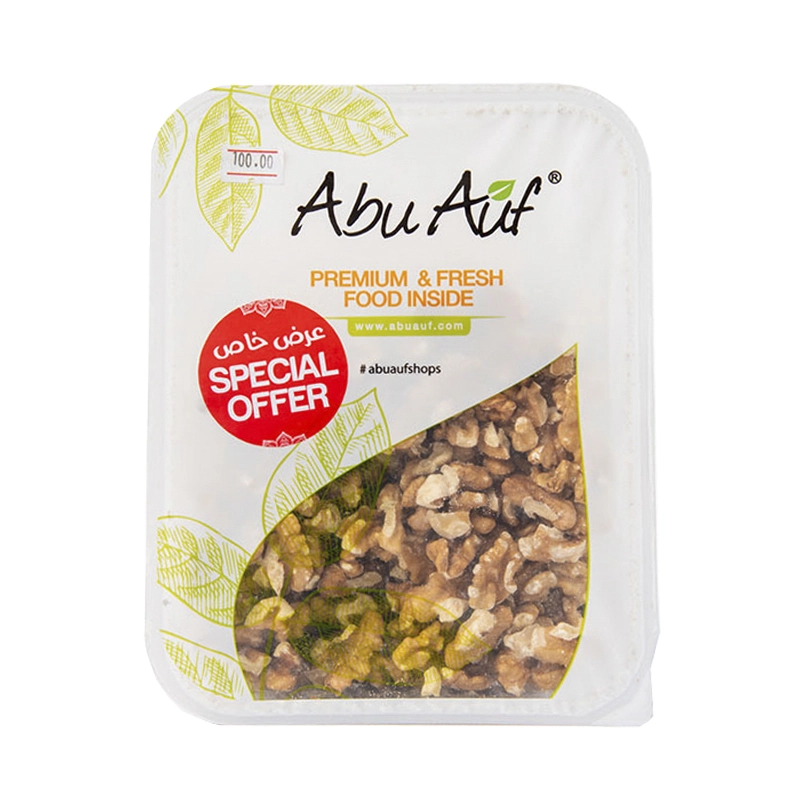 100.00
Abu Auf®
PREMIUM & FRESH
FOOD INSIDE
www.abuauf.com
عرض خاص
SPECIAL
OFFER
# abuaufshops